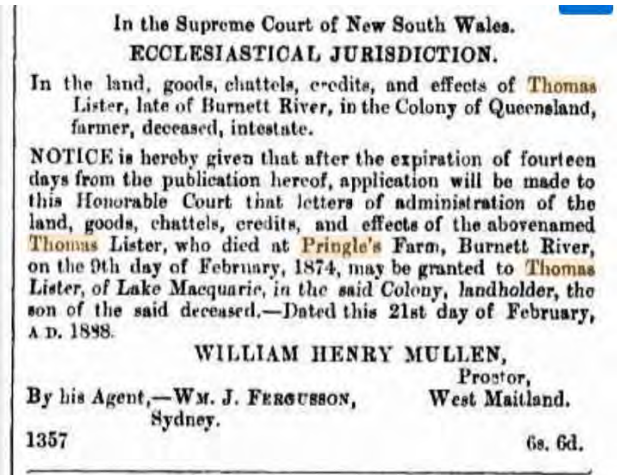 In the Supreme Court of New South Wales.
ECCLESIASTICAL JURISDICTION.
In the land, goods, chattels, credits, and effects of Thomas
Lister, late of Burnett River, in the Colony of Queensland,
farmer, deceased, intestate.
NOTICE is hereby given that after the expiration of fourteen
days from the publication hereof, application will be made to
this Honorable Court that letters of administration of the
land, goods, chattels, credits, and effects of the abovenamed
Thomas Lister, who died at Pringle's Farm, Burnett River,
on the 9th day of February, 1874, may be granted to Thomas
Lister, of Lake Macquarie, in the said Colony, landholder, the
son of the said deceased.—Dated this 21st day of February,
A D. 1888.
WILLIAM HENRY MULLEN,
Proctor,
By his Agent,—WM. J. FERGUSSON, West Maitland.
Sydney.
1357 6s. 6d.